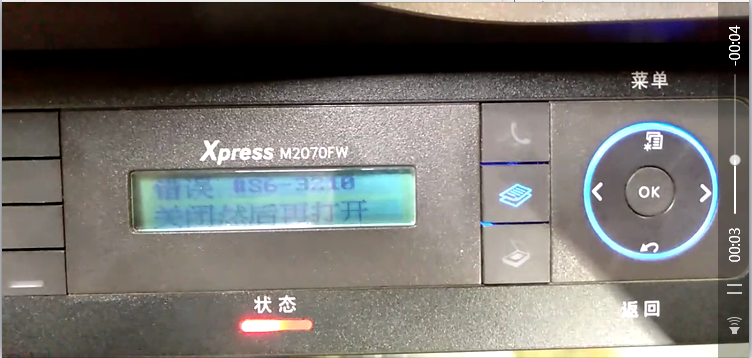 菜单
Xpress M2070FW
错误 #S6-3210
关闭然后再打开
OK
状态
返回
-00:04
00:03